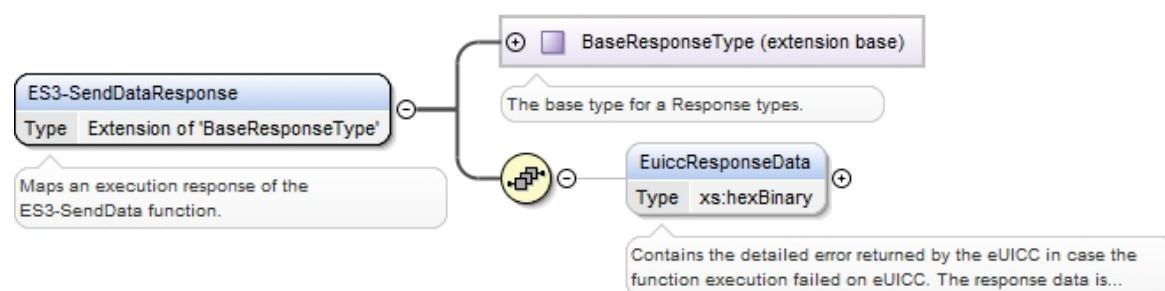 BaseResponseType (extension base)
The base type for a Response types.
ES3-SendDataResponse
Type Extension of 'BaseResponseType'
Maps an execution response of the
ES3-SendData function.
EuiccResponseData
Type xs:hexBinary
Contains the detailed error returned by the eUICC in case the
function execution failed on eUICC. The response data is...